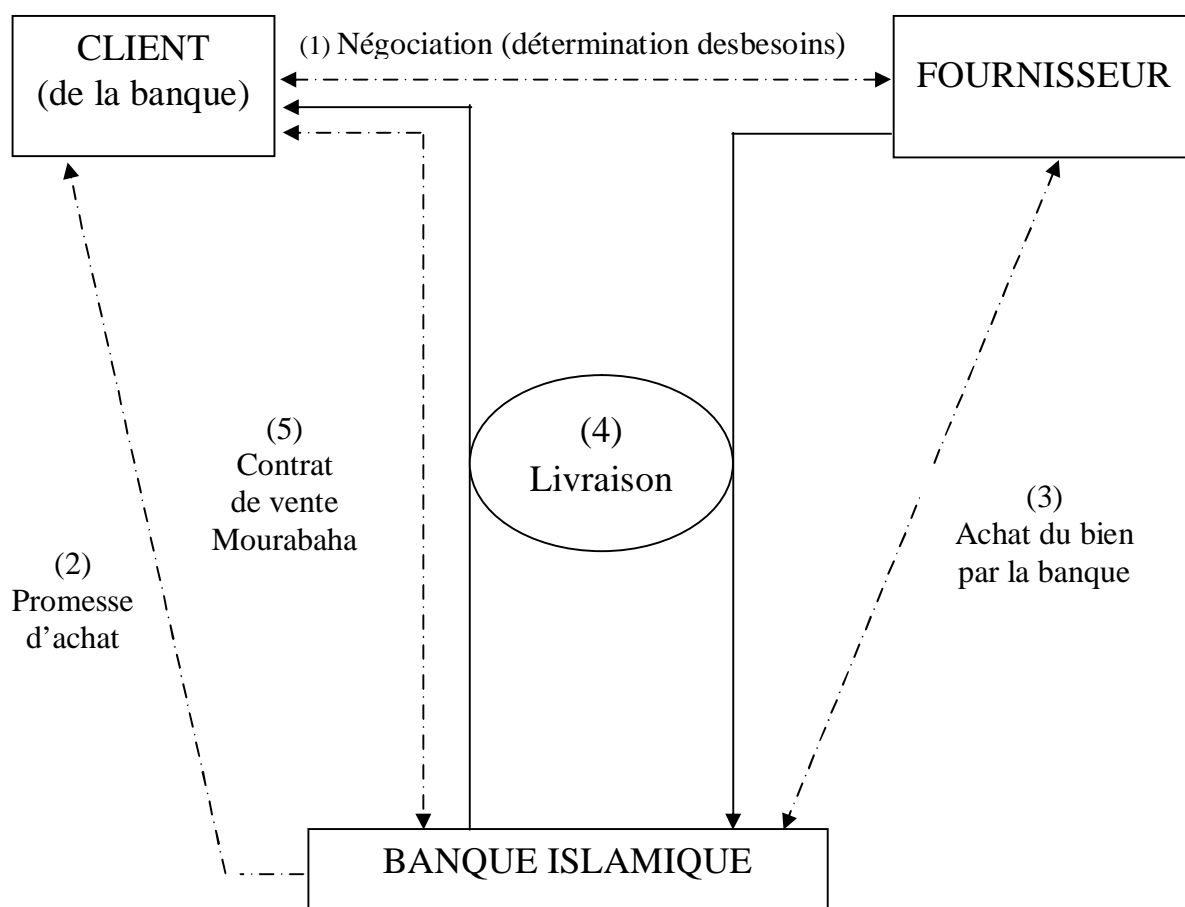 CLIENT
(de la banque)
(1) Négociation (détermination desbesoins)
FOURNISSEUR
(5)
Contrat
de vente
Mourabaha
(4)
Livraison
(3)
Achat du bien
par la banque
(2)
Promesse
d’achat
BANQUE ISLAMIQUE